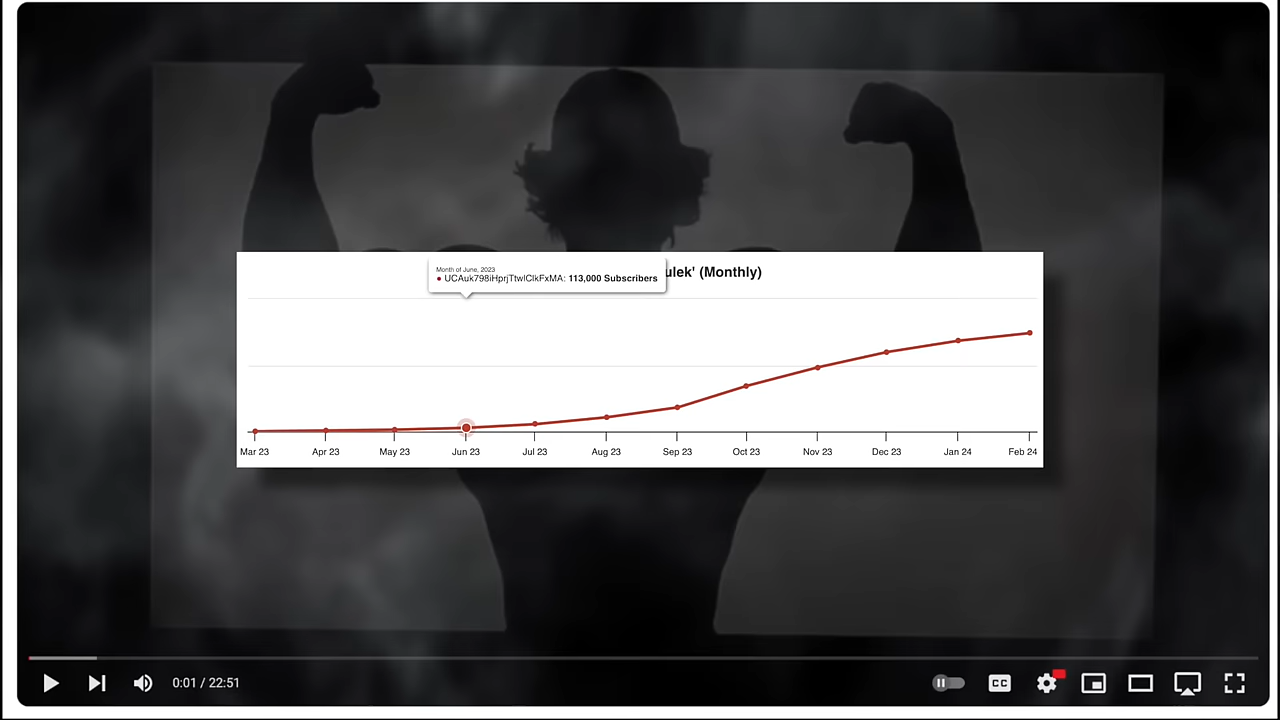 Month of June, 2023
UCAuk798iHprjTtwlClkFxMA: 113,000 Subscribers
ulek' (Monthly)
Mar 23 Apr 23 May 23 Jun 23 Jul 23 Aug 23 Sep 23 Oct 23 Nov 23 Dec 23 Jan 24 Feb 24
0:01 / 22:51
CC